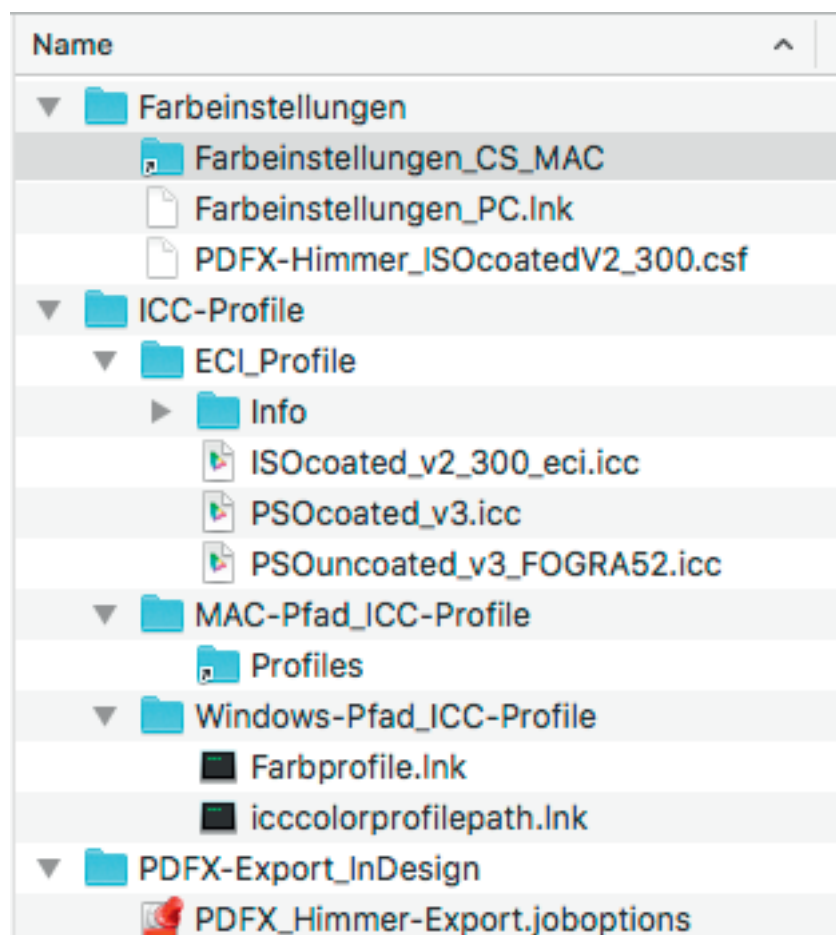 Name
Farbeinstellungen
Farbeinstellungen_CS_MAC
Farbeinstellungen_PC.lnk
PDFX-Himmer_ISOcoatedV2_300.csf
ICC-Profile
ECI_Profile
Info
ISOcoated_v2_300_eci.icc
PSOcoated_v3.icc
PSOuncoated_v3_FOGRA52.icc
MAC-Pfad_ICC-Profile
Profiles
Windows-Pfad_ICC-Profile
Farbprofile.lnk
icccolorprofilepath.lnk
PDFX-Export_InDesign
PDFX_Himmer-Export.joboptions